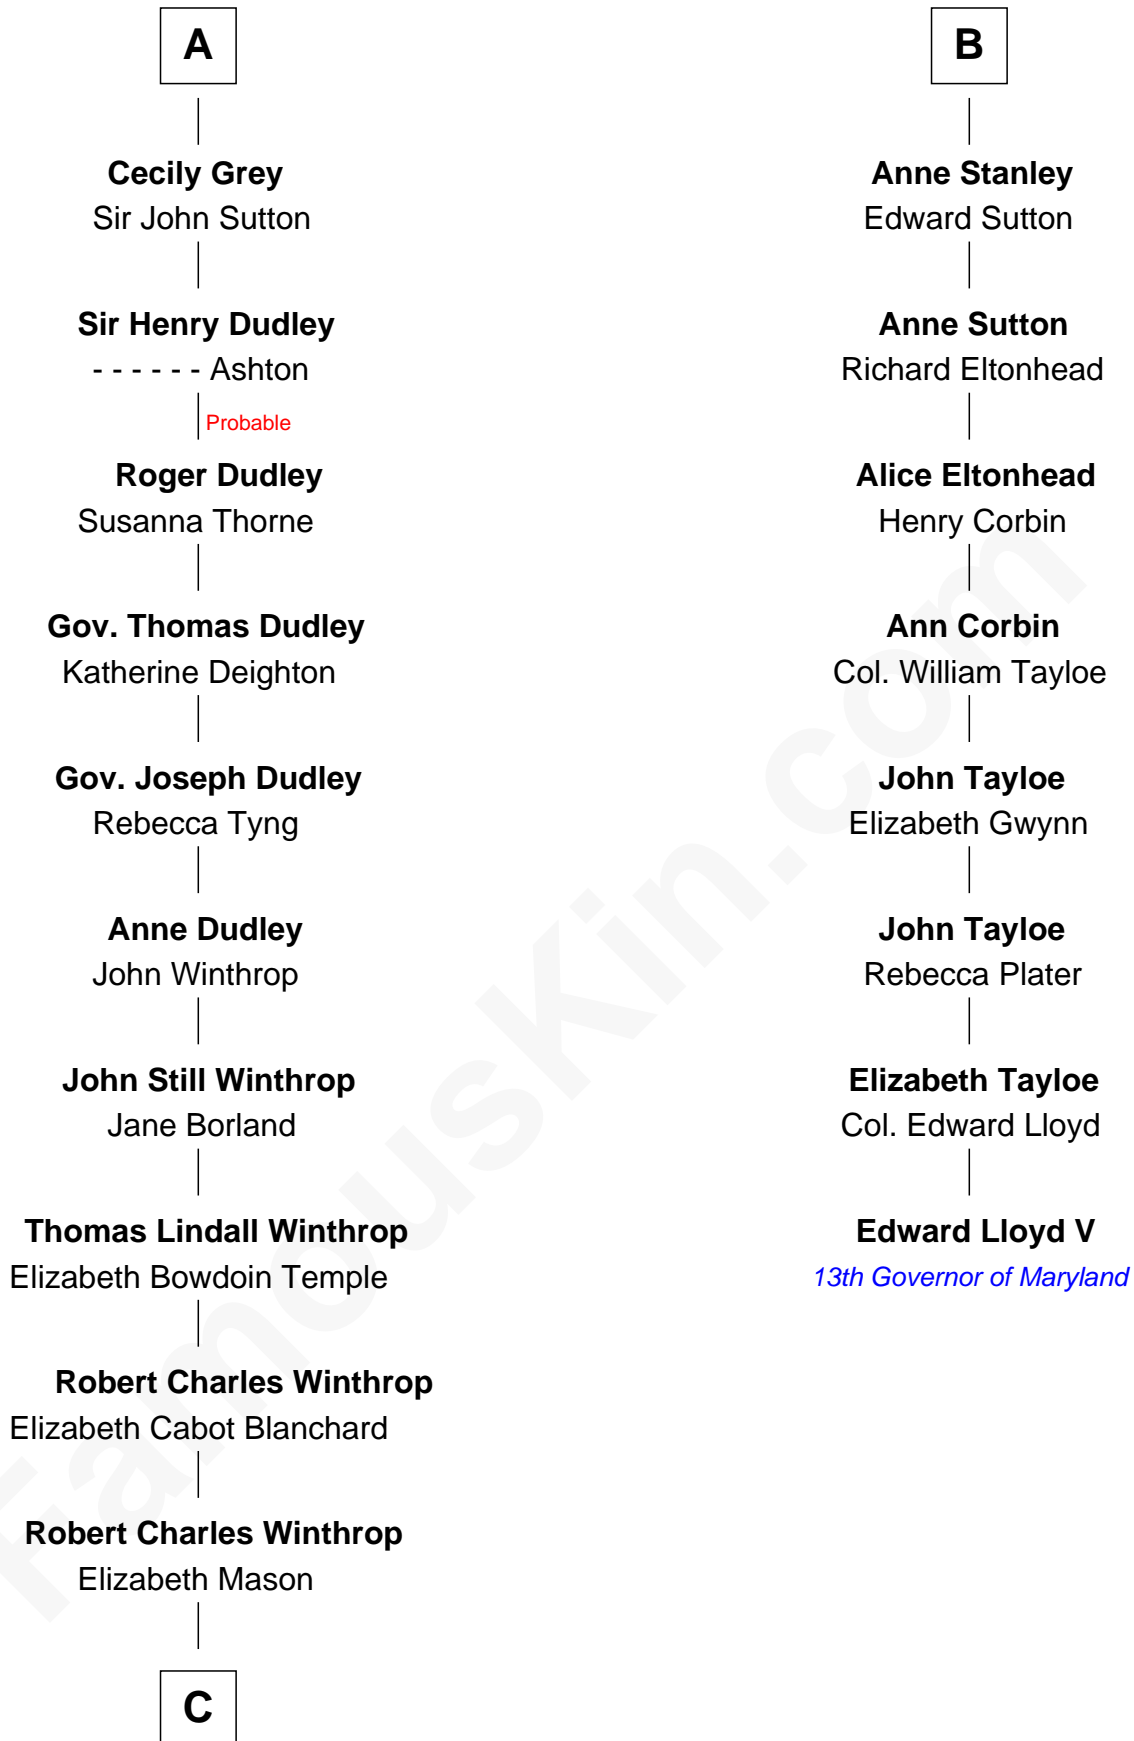 A
Cecily Grey
Sir John Sutton
Sir Henry Dudley
- - - - - - Ashton
Probable
Roger Dudley
Susanna Thorne
Gov. Thomas Dudley
Katherine Deighton
Gov. Joseph Dudley
Rebecca Tyng
Anne Dudley
John Winthrop
John Still Winthrop
Jane Borland
Thomas Lindall Winthrop
Elizabeth Bowdoin Temple
Robert Charles Winthrop
Elizabeth Cabot Blanchard
Robert Charles Winthrop
Elizabeth Mason
C
B
Anne Stanley
Edward Sutton
Anne Sutton
Richard Eltonhead
Alice Eltonhead
Henry Corbin
Ann Corbin
Col. William Tayloe
John Tayloe
Elizabeth Gwynn
John Tayloe
Rebecca Plater
Elizabeth Tayloe
Col. Edward Lloyd
Edward Lloyd V
13th Governor of Maryland
FamousKin.com